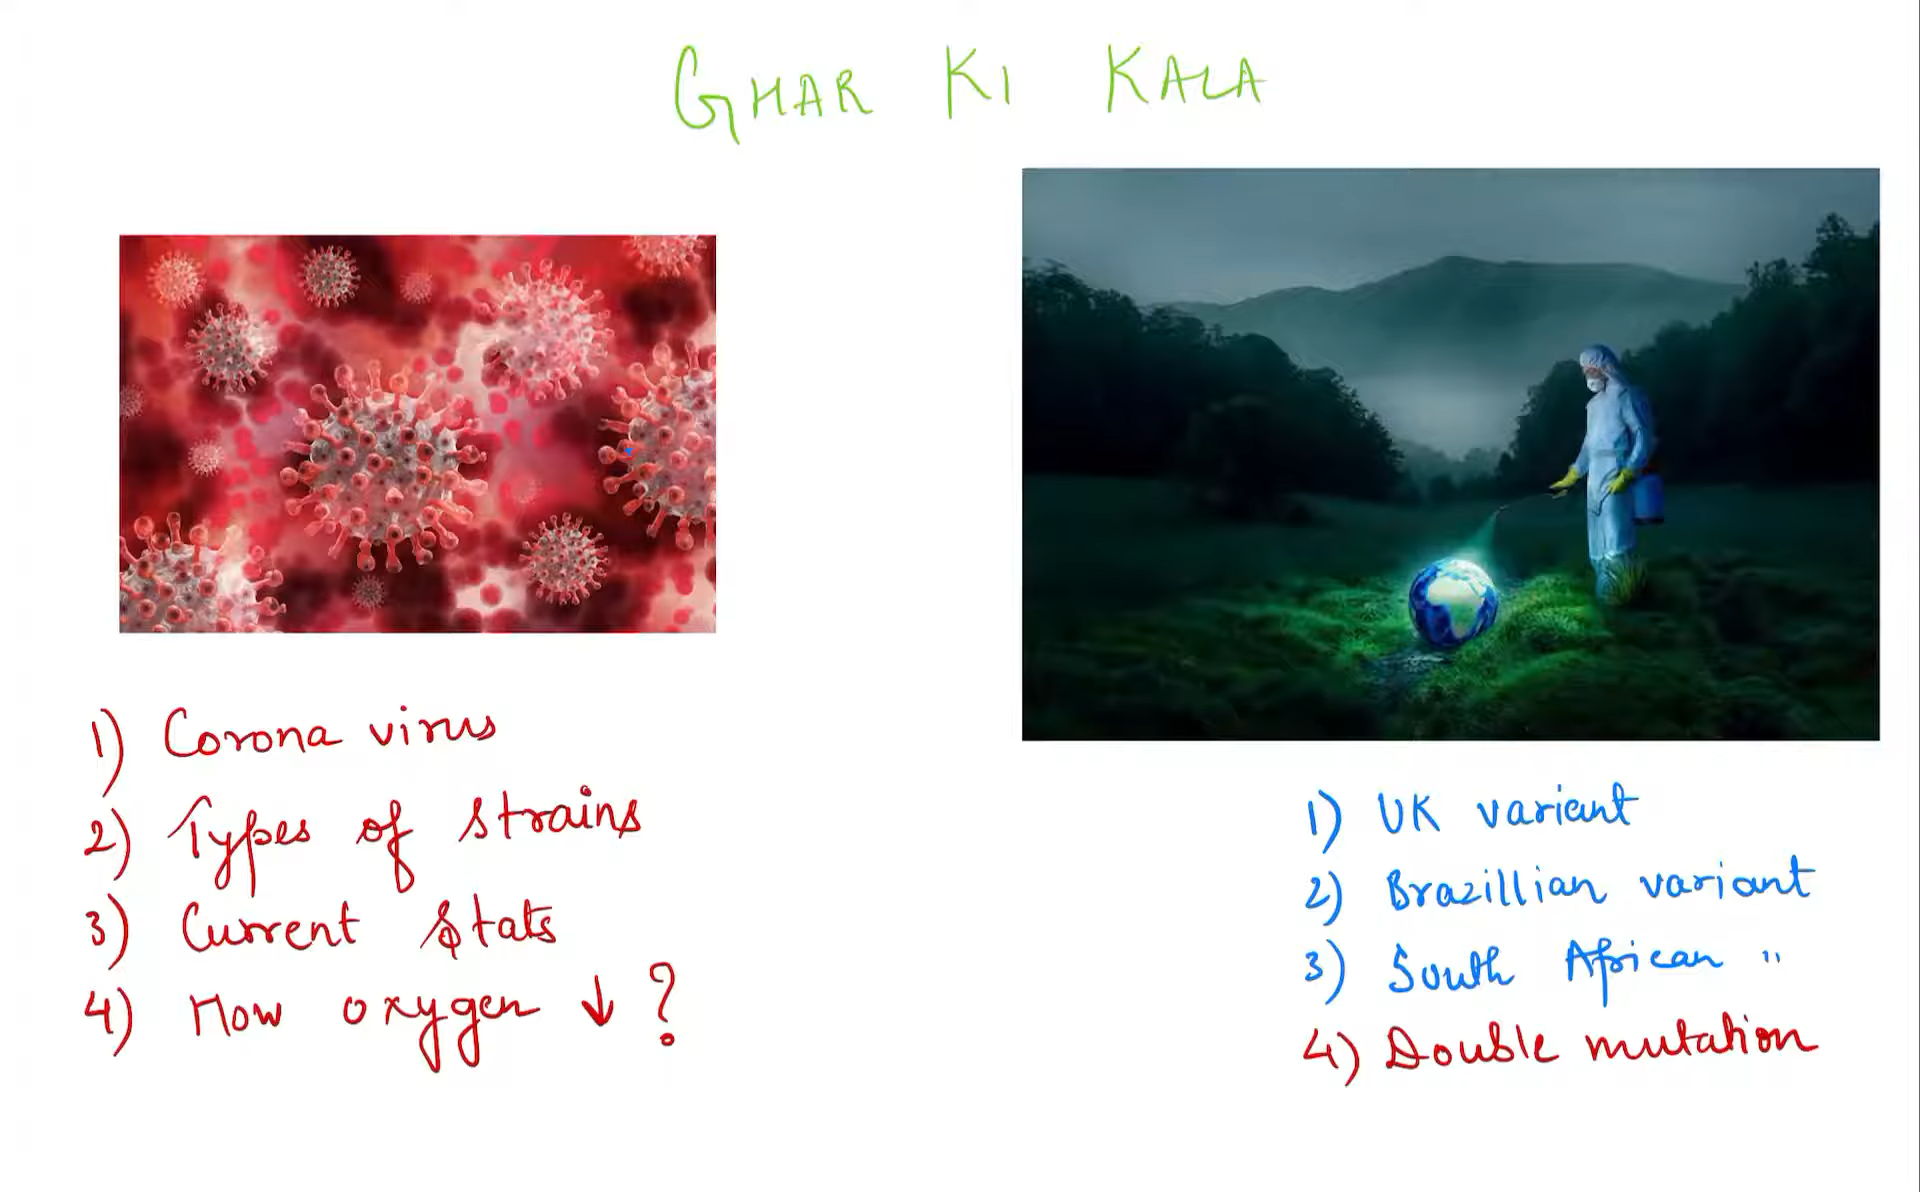 GHAR KI KALA
1) Corona virus
2) Types of strains
3) Current stats
4) How oxygen ↓ ?
1) UK variant
2) Brazillian variant
3) South African "
4) Double mutation